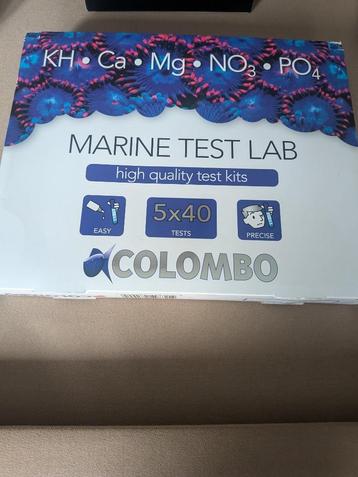 KH • Ca • Mg • NO₃ • PO₄
MARINE TEST LAB
high quality test kits
EASY
5x40
TESTS
PRECISE
COLOMBO